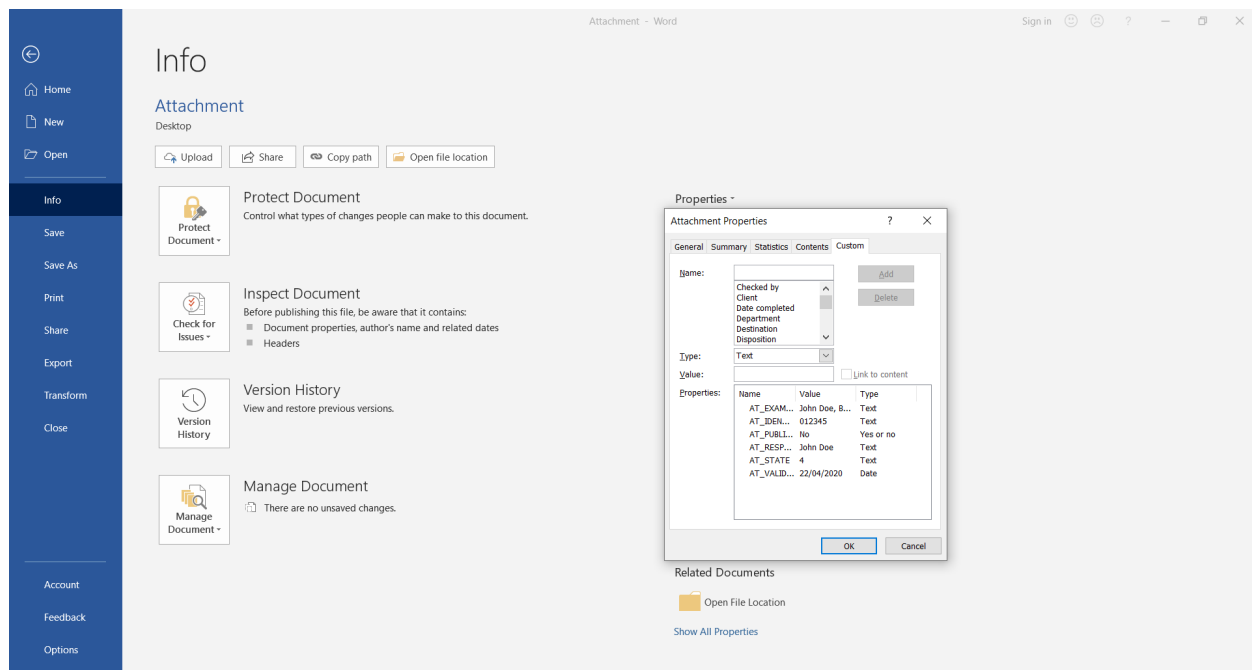 Attachment - Word
Sign in
?
Home
New
Open
Info
Save
Save As
Print
Share
Export
Transform
Close
Account
Feedback
Options
Info
Attachment
Desktop
Upload
Share
Copy path
Open file location
Protect Document
Control what types of changes people can make to this document.
Protect
Document
Inspect Document
Before publishing this file, be aware that it contains:
Document properties, author's name and related dates
Headers
Check for
Issues
Version History
View and restore previous versions.
Version
History
Manage Document
There are no unsaved changes.
Manage
Document
Properties
Attachment Properties ?
General Summary Statistics Contents Custom
Name:
Add
Checked by
Client
Date completed
Department
Destination
Disposition
Delete
Type: Text
Value: Link to content
Properties: Name Value Type
AT_EXAM... John Doe, B... Text
AT_IDEN... 012345 Text
AT_PUBLI... No Yes or no
AT_RESP... John Doe Text
AT_STATE 4 Text
AT_VALID... 22/04/2020 Date
OK Cancel
Related Documents
Open File Location
Show All Properties